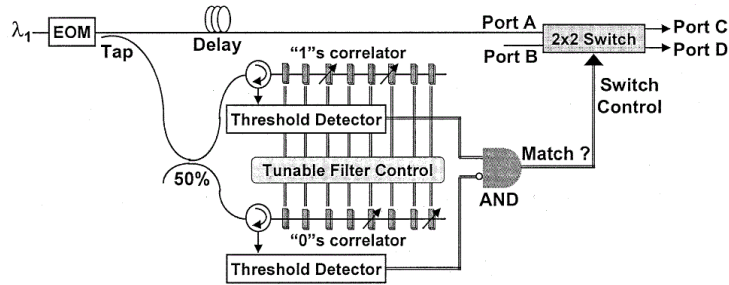 λ1
EOM
Tap
Delay
Port A
Port B
2x2 Switch
Port C
Port D
Switch
Control
"1"s correlator
Threshold Detector
50%
Tunable Filter Control
Match ?
AND
"0"s correlator
Threshold Detector